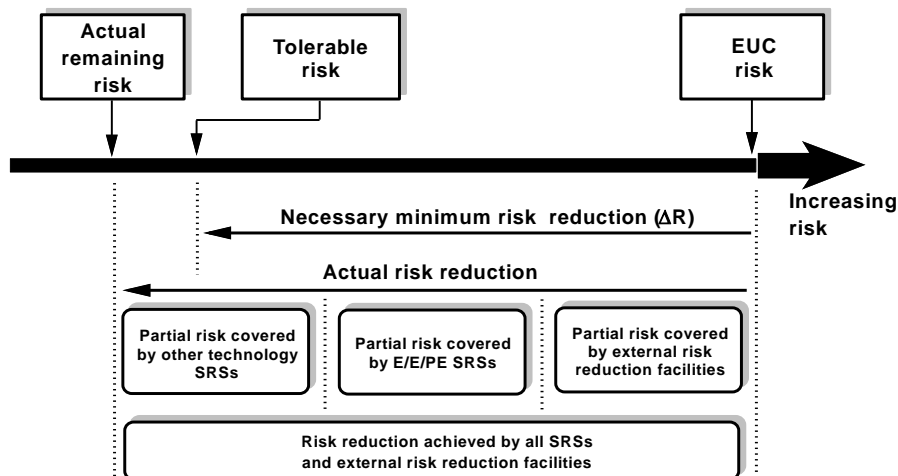 Actual
remaining
risk
Tolerable
risk
EUC
risk
Increasing
risk
Necessary minimum risk reduction (ΔR)
Actual risk reduction
Partial risk covered
by other technology
SRSs
Partial risk covered
by E/E/PE SRSs
Partial risk covered
by external risk
reduction facilities
Risk reduction achieved by all SRSs
and external risk reduction facilities